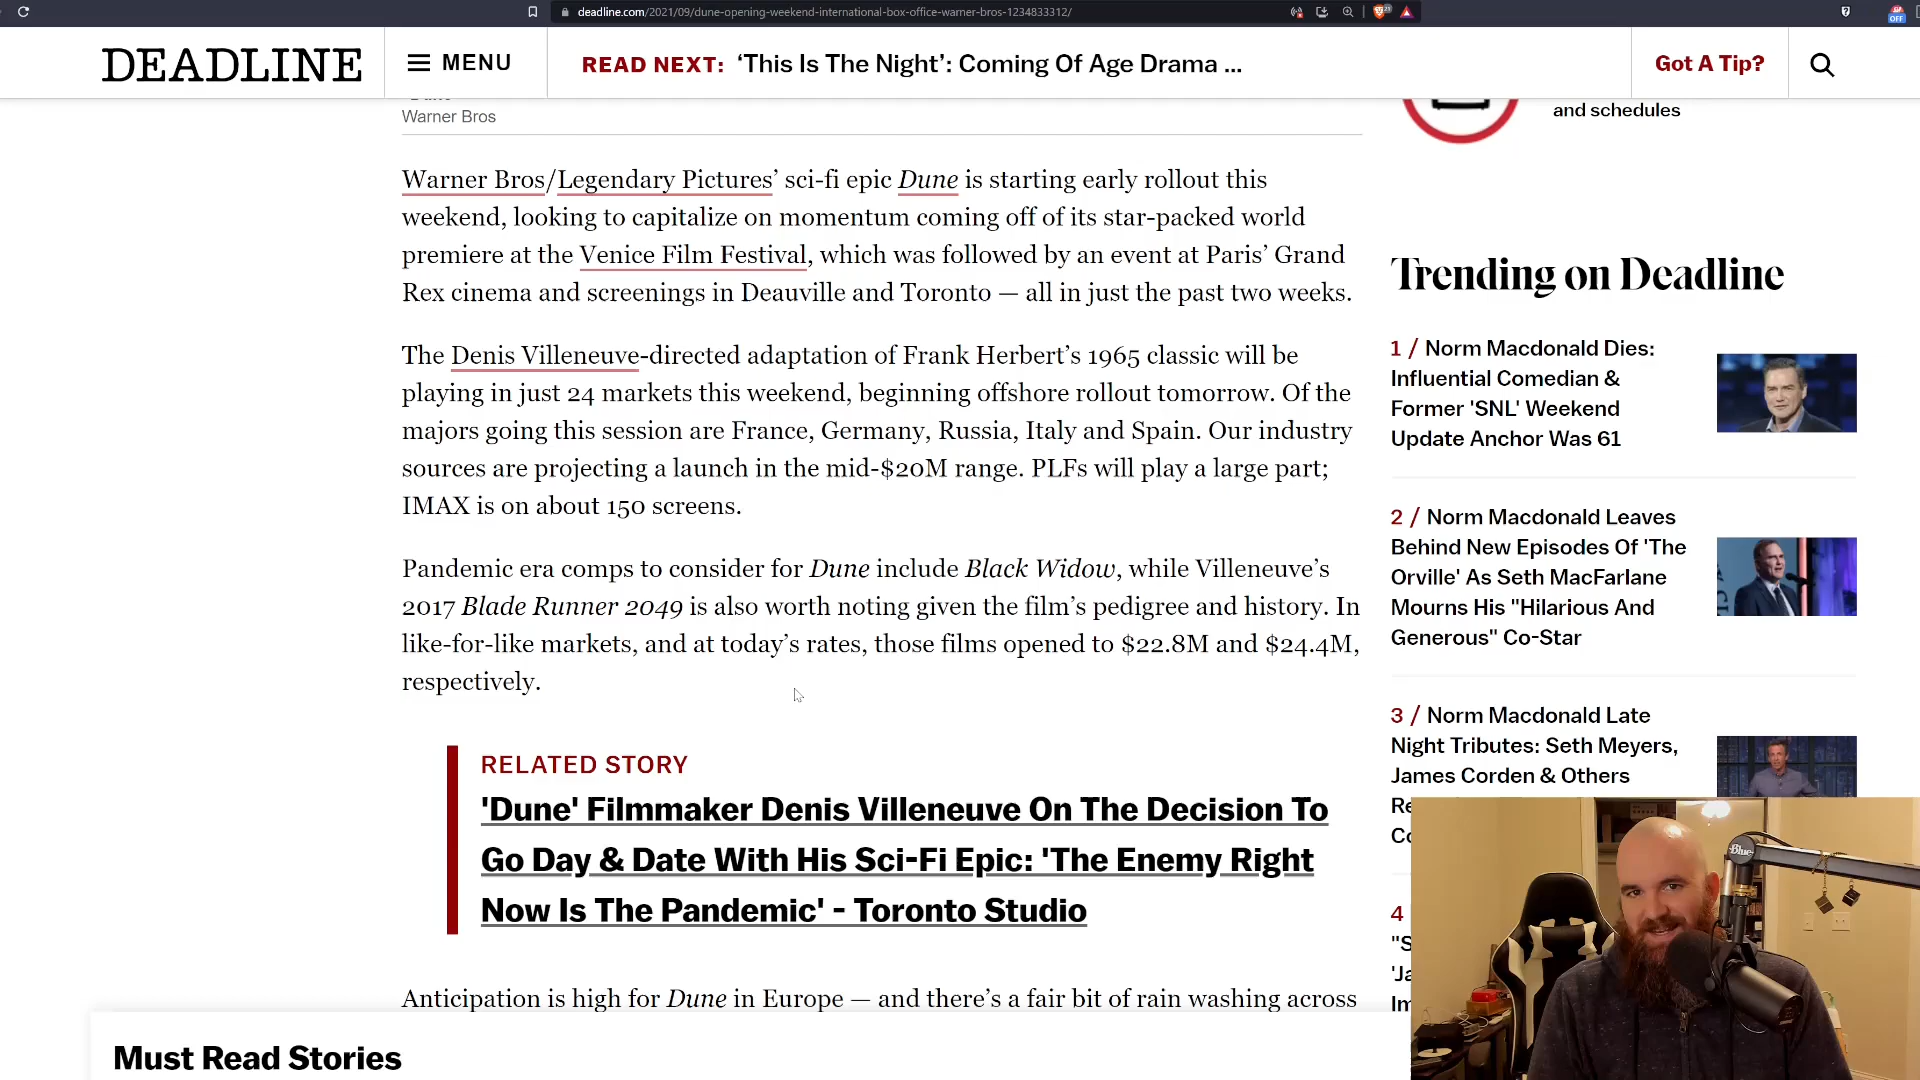 deadline.com/2021/09/dune-opening-weekend-international-box-office-warner-bros-1234833312/
OFF
DEADLINE
MENU
READ NEXT: ‘This Is The Night’: Coming Of Age Drama ...
Got A Tip?
and schedules
Warner Bros
Warner Bros/Legendary Pictures’ sci-fi epic Dune is starting early rollout this
weekend, looking to capitalize on momentum coming off of its star-packed world
premiere at the Venice Film Festival, which was followed by an event at Paris’ Grand
Rex cinema and screenings in Deauville and Toronto — all in just the past two weeks.
The Denis Villeneuve-directed adaptation of Frank Herbert’s 1965 classic will be
playing in just 24 markets this weekend, beginning offshore rollout tomorrow. Of the
majors going this session are France, Germany, Russia, Italy and Spain. Our industry
sources are projecting a launch in the mid-$20M range. PLFs will play a large part;
IMAX is on about 150 screens.
Pandemic era comps to consider for Dune include Black Widow, while Villeneuve’s
2017 Blade Runner 2049 is also worth noting given the film’s pedigree and history. In
like-for-like markets, and at today’s rates, those films opened to $22.8M and $24.4M,
respectively.
RELATED STORY
'Dune' Filmmaker Denis Villeneuve On The Decision To
Go Day & Date With His Sci-Fi Epic: 'The Enemy Right
Now Is The Pandemic' - Toronto Studio
Anticipation is high for Dune in Europe — and there’s a fair bit of rain washing across
Must Read Stories
Trending on Deadline
1 / Norm Macdonald Dies:
Influential Comedian &
Former 'SNL' Weekend
Update Anchor Was 61
2 / Norm Macdonald Leaves
Behind New Episodes Of 'The
Orville' As Seth MacFarlane
Mourns His "Hilarious And
Generous" Co-Star
3 / Norm Macdonald Late
Night Tributes: Seth Meyers,
James Corden & Others
Re
Co
4
"S
'Ja
Im
Blue